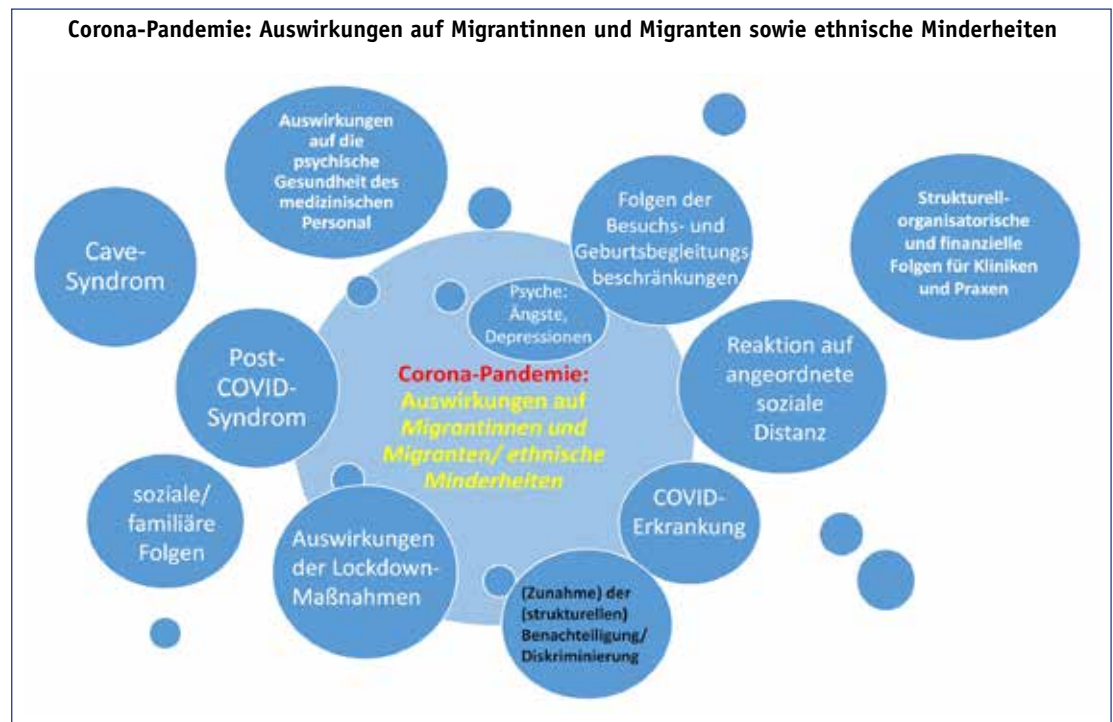 Corona-Pandemie: Auswirkungen auf Migrantinnen und Migranten sowie ethnische Minderheiten
Auswirkungen
auf die
psychische
Gesundheit des
medizinischen
Personal
Folgen der
Besuchs- und
Geburtsbegleitungs
beschränkungen
Strukturell-
organisatorische
und finanzielle
Folgen für Kliniken
und Praxen
Cave-
Syndrom
Psyche:
Ängste,
Depressionen
Post-
COVID-
Syndrom
Corona-Pandemie:
Auswirkungen auf
Migrantinnen und
Migranten/ ethnische
Minderheiten
Reaktion auf
angeordnete
soziale
Distanz
soziale/
familiäre
Folgen
Auswirkungen
der Lockdown-
Maßnahmen
COVID-
Erkrankung
(Zunahme) der
(strukturellen)
Benachteiligung/
Diskriminierung